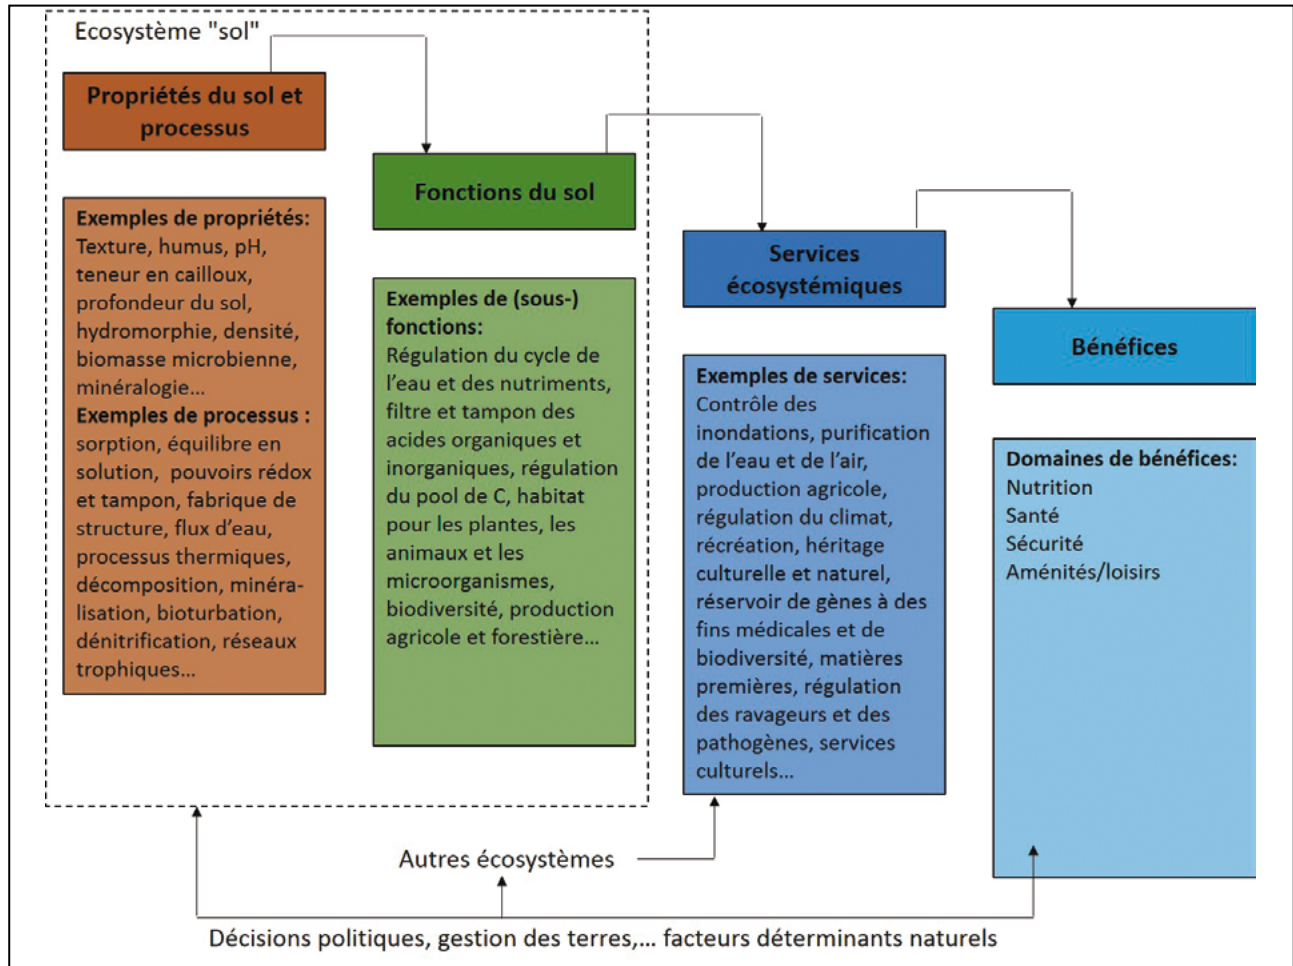 Ecosystème "sol"
Propriétés du sol et
processus
Exemples de propriétés:
Texture, humus, pH,
teneur en cailloux,
profondeur du sol,
hydromorphie, densité,
biomasse microbienne,
minéralogie...
Exemples de processus :
sorption, équilibre en
solution, pouvoirs rédox
et tampon, fabrique de
structure, flux d'eau,
processus thermiques,
décomposition, minéra-
lisation, bioturbation,
dénitrification, réseaux
trophiques...
Fonctions du sol
Exemples de (sous-)
fonctions:
Régulation du cycle de
l'eau et des nutriments,
filtre et tampon des
acides organiques et
inorganiques, régulation
du pool de C, habitat
pour les plantes, les
animaux et les
microorganismes,
biodiversité, production
agricole et forestière...
Services
écosystémiques
Exemples de services:
Contrôle des
inondations, purification
de l'eau et de l'air,
production agricole,
régulation du climat,
récréation, héritage
culturelle et naturel,
réservoir de gènes à des
fins médicales et de
biodiversité, matières
premières, régulation
des ravageurs et des
pathogènes, services
culturels...
Bénéfices
Domaines de bénéfices:
Nutrition
Santé
Sécurité
Aménités/loisirs
Autres écosystèmes
Décisions politiques, gestion des terres,... facteurs déterminants naturels